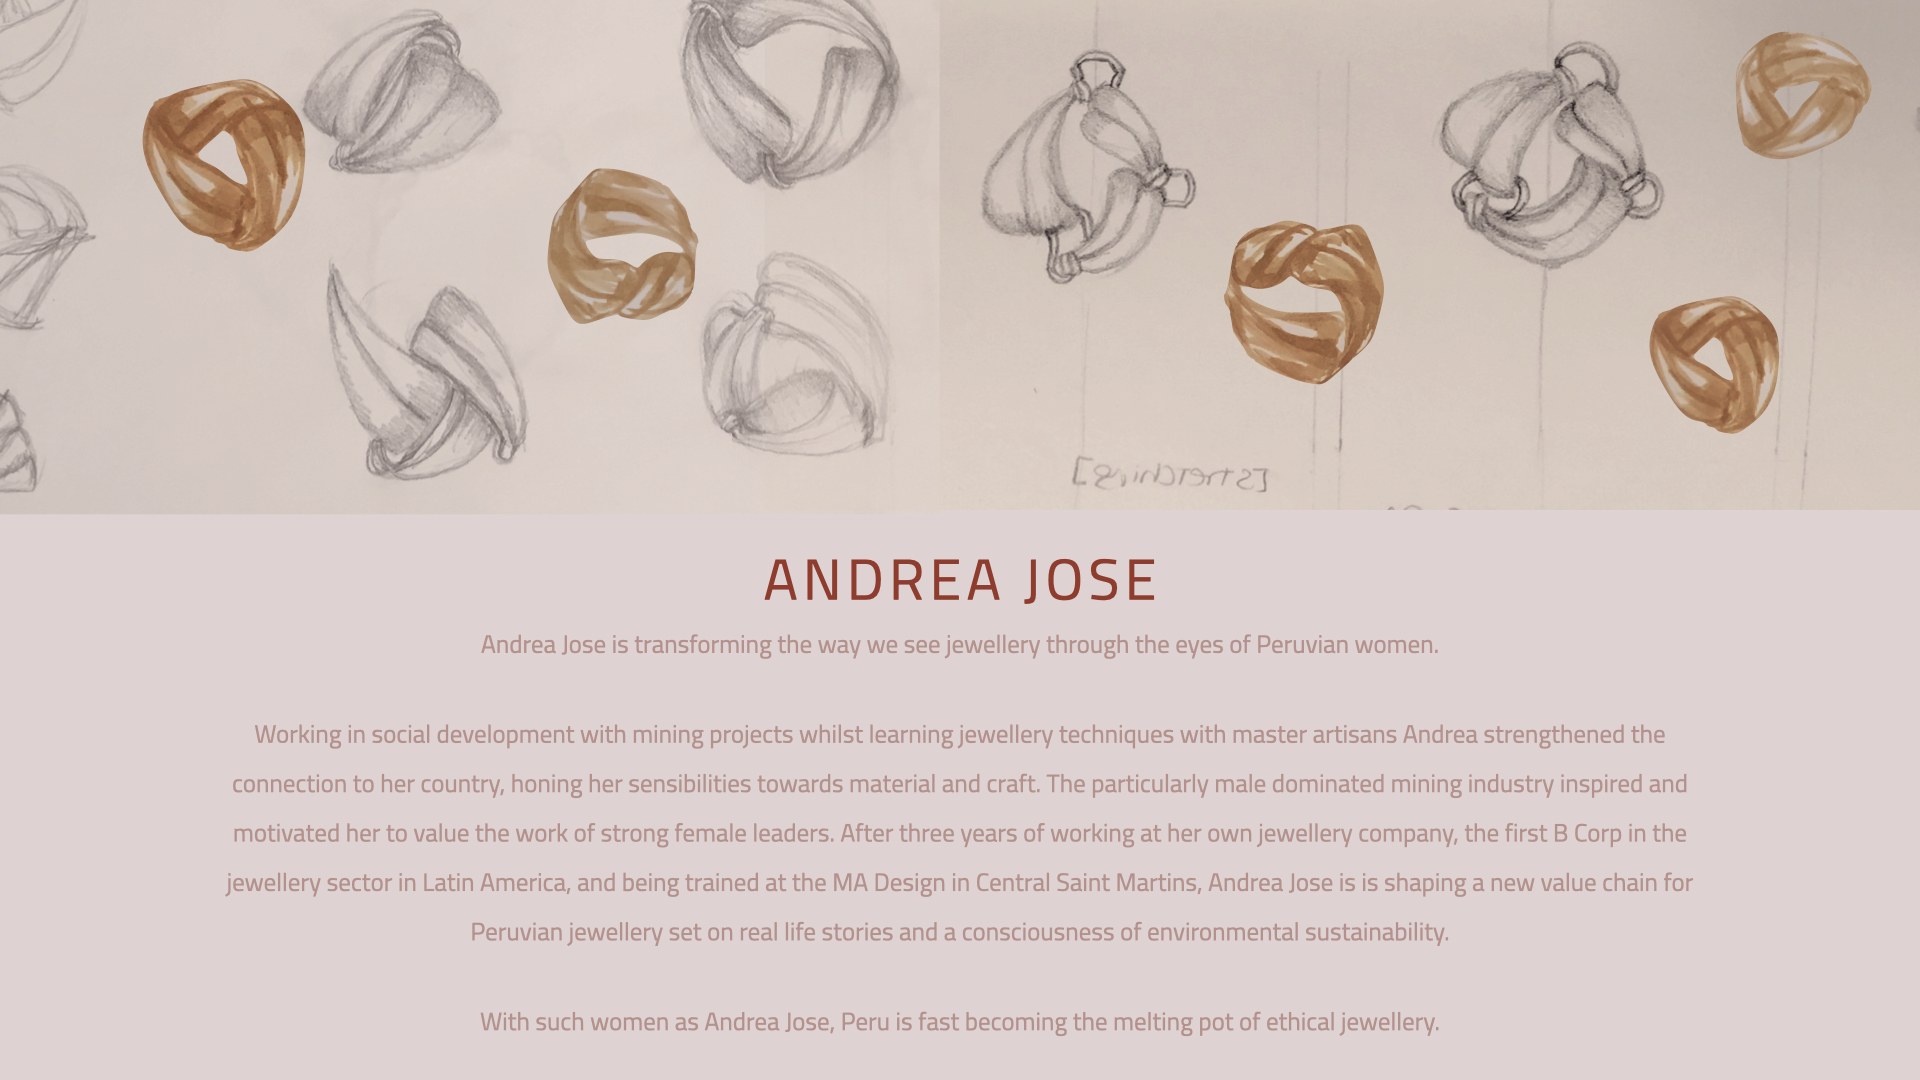 [stretching]
ANDREA JOSE
Andrea Jose is transforming the way we see jewellery through the eyes of Peruvian women.
Working in social development with mining projects whilst learning jewellery techniques with master artisans Andrea strengthened the
connection to her country, honing her sensibilities towards material and craft. The particularly male dominated mining industry inspired and
motivated her to value the work of strong female leaders. After three years of working at her own jewellery company, the first B Corp in the
jewellery sector in Latin America, and being trained at the MA Design in Central Saint Martins, Andrea Jose is is shaping a new value chain for
Peruvian jewellery set on real life stories and a consciousness of environmental sustainability.
With such women as Andrea Jose, Peru is fast becoming the melting pot of ethical jewellery.